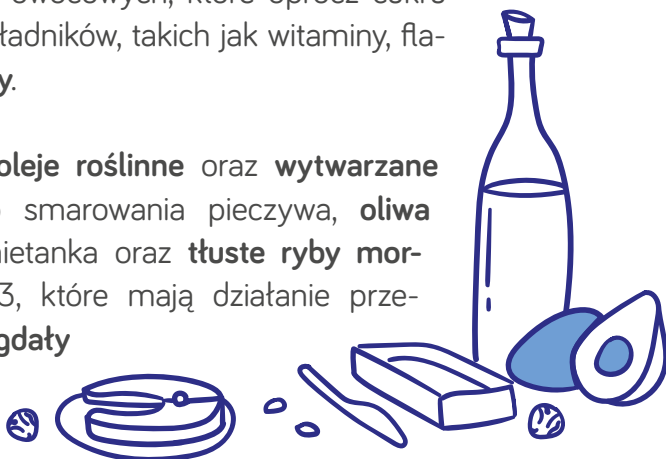 ładników, takich jak witaminy, fla-
y.
oleje roślinne oraz wytwarzane
smarowania pieczywa, oliwa
ietanka oraz tłuste ryby mor-
3, które mają działanie prze-
gdały